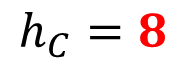 h_C = 8